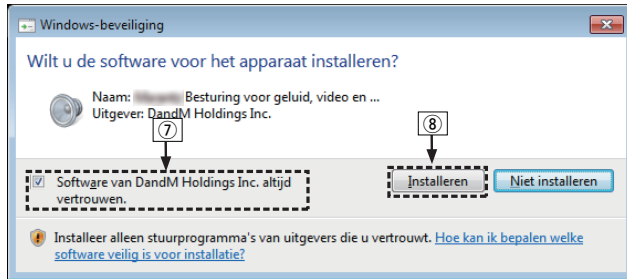 Windows-beveiliging
Wilt u de software voor het apparaat installeren?
Naam: Besturing voor geluid, video en ...
Uitgever: DandM Holdings Inc.
⑦
⑧
Software van DandM Holdings Inc. altijd
vertrouwen.
Installeren
Niet installeren
Installeer alleen stuurprogramma's van uitgevers die u vertrouwt. Hoe kan ik bepalen welke
software veilig is voor installatie?